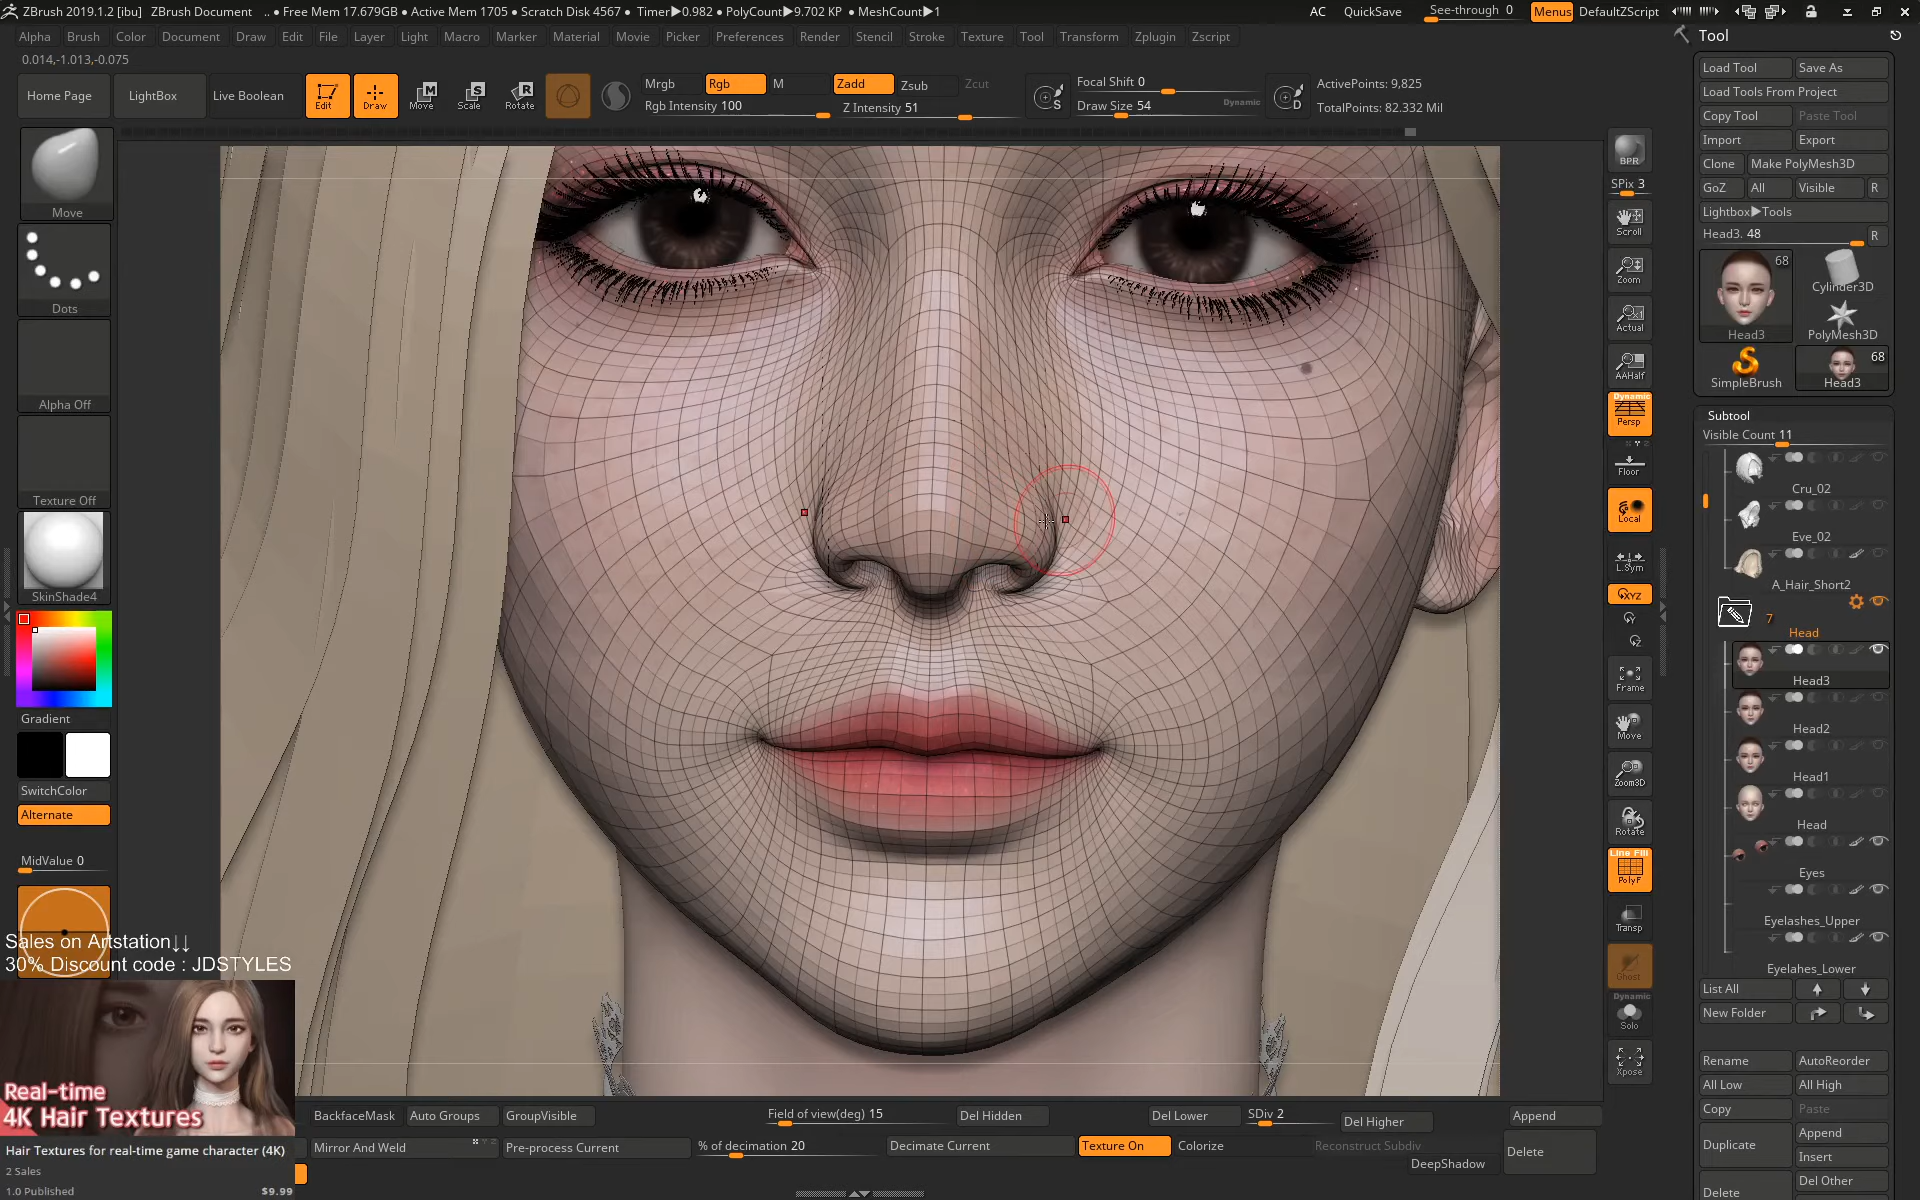 ZBrush 2019.1.2 [ibu] ZBrush Document .. • Free Mem 17.679GB • Active Mem 1705 • Scratch Disk 4567 • Timer▶0.982 • PolyCount▶9.702 KP • MeshCount▶1 AC QuickSave See-through 0 Menus DefaultZScript
Alpha Brush Color Document Draw Edit File Layer Light Macro Marker Material Movie Picker Preferences Render Stencil Stroke Texture Tool Transform Zplugin Zscript
0.014,-1.013,-0.075
Home Page LightBox Live Boolean Edit Draw Move Scale Rotate
Mrgb Rgb M Zadd Zsub Zcut
Rgb Intensity 100 Z Intensity 51
Focal Shift 0
Draw Size 54 Dynamic
ActivePoints: 9,825
TotalPoints: 82.332 Mil
Move
Dots
Alpha Off
Texture Off
SkinShade4
Gradient
SwitchColor
Alternate
MidValue 0
Sales on Artstation↓↓
30% Discount code : JDSTYLES
Real-time
4K Hair Textures
Hair Textures for real-time game character (4K)
2 Sales
1.0 Published $9.99
BPR
SPix 3
Scroll
Zoom
Actual
AAHalf
Dynamic
Persp
Floor
Local
L.Sym
XYZ
Frame
Move
Zoom3D
Rotate
Line Fill
PolyF
Transp
Ghost
Dynamic
Solo
Xpose
Tool
Load Tool Save As
Load Tools From Project
Copy Tool Paste Tool
Import Export
Clone Make PolyMesh3D
GoZ All Visible R
Lightbox▶Tools
Head3. 48 R
68
Head3
Cylinder3D
PolyMesh3D
SimpleBrush
68
Head3
Subtool
Visible Count 11
Cru_02
Eve_02
A_Hair_Short2
7
Head
Head3
Head2
Head1
Head
Eyes
Eyelashes_Upper
Eyelahes_Lower
List All
New Folder
Rename AutoReorder
All Low All High
Copy Paste
Duplicate Append
Insert
Delete Del Other
BackfaceMask Auto Groups GroupVisible Field of view(deg) 15 Del Hidden Del Lower SDiv 2 Del Higher Append
Mirror And Weld Pre-process Current % of decimation 20 Decimate Current Texture On Colorize Reconstruct Subdiv Delete
DeepShadow